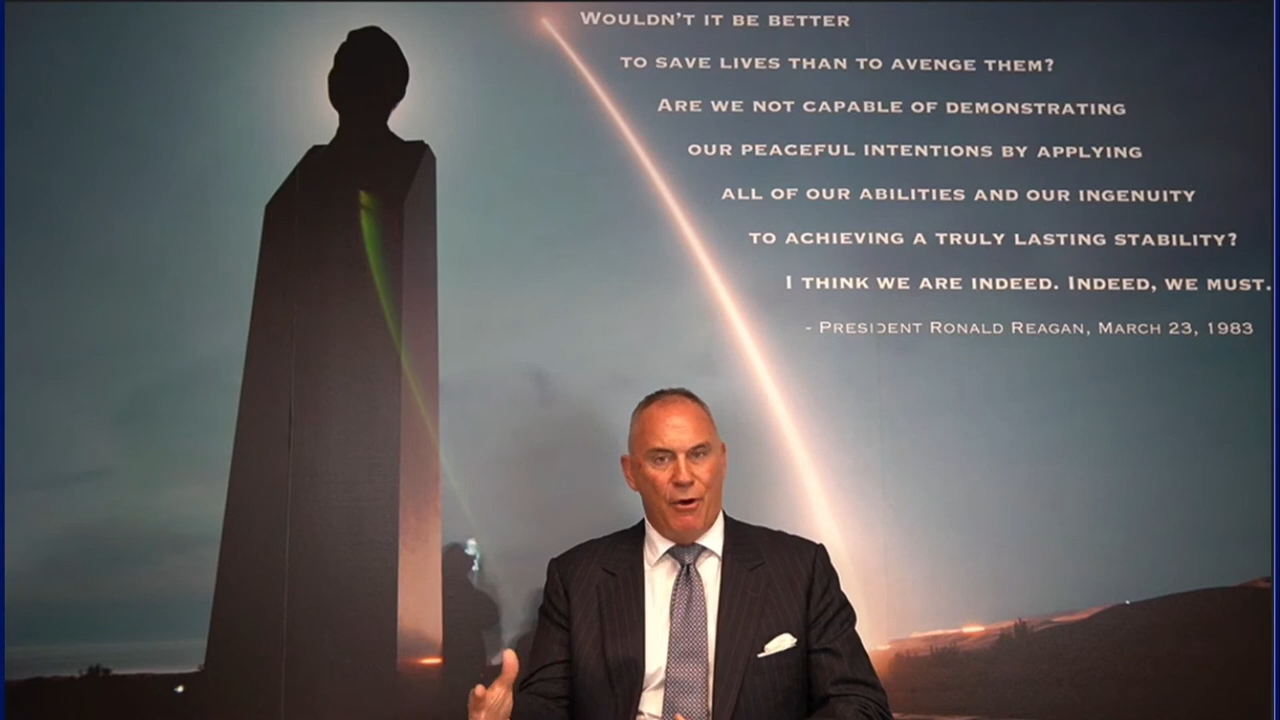 WOULDN'T IT BE BETTER
TO SAVE LIVES THAN TO AVENGE THEM?
ARE WE NOT CAPABLE OF DEMONSTRATING
OUR PEACEFUL INTENTIONS BY APPLYING
ALL OF OUR ABILITIES AND OUR INGENUITY
TO ACHIEVING A TRULY LASTING STABILITY?
I THINK WE ARE INDEED. INDEED, WE MUST.
- PRESIDENT RONALD REAGAN, MARCH 23, 1983